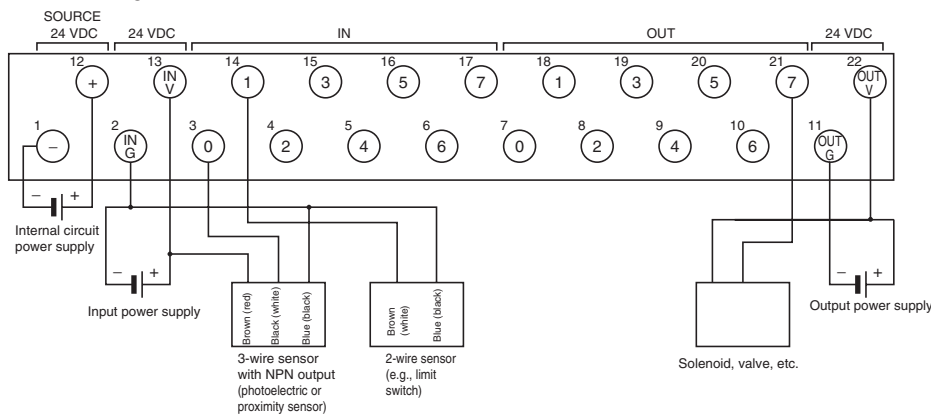 SOURCE
24 VDC 24 VDC IN OUT 24 VDC
12 13 14 15 16 17 18 19 20 21 22
+ IN V 1 3 5 7 1 3 5 7 OUT V
1 2 3 4 5 6 7 8 9 10 11
− IN G 0 2 4 6 0 2 4 6 OUT G
− +
Internal circuit
power supply
− +
Input power supply
Brown (red)
Black (white)
Blue (black)
3-wire sensor
with NPN output
(photoelectric or
proximity sensor)
Brown
(white)
Blue (black)
2-wire sensor
(e.g., limit
switch)
Solenoid, valve, etc.
− +
Output power supply